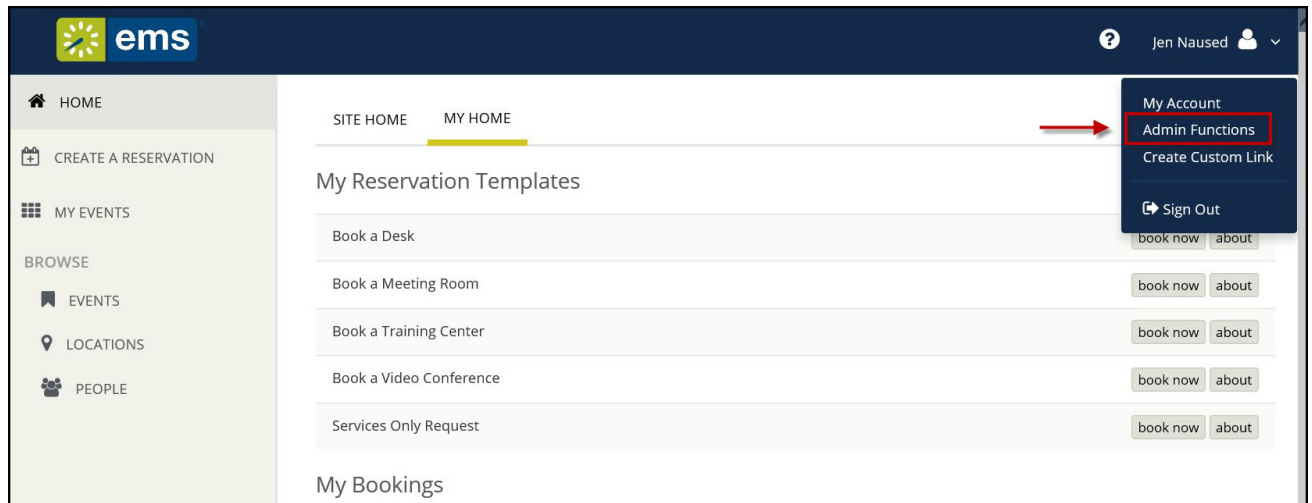 ems
Jen Naused
HOME
CREATE A RESERVATION
MY EVENTS
BROWSE
EVENTS
LOCATIONS
PEOPLE
SITE HOME MY HOME
My Account
Admin Functions
Create Custom Link
Sign Out
My Reservation Templates
Book a Desk book now about
Book a Meeting Room book now about
Book a Training Center book now about
Book a Video Conference book now about
Services Only Request book now about
My Bookings